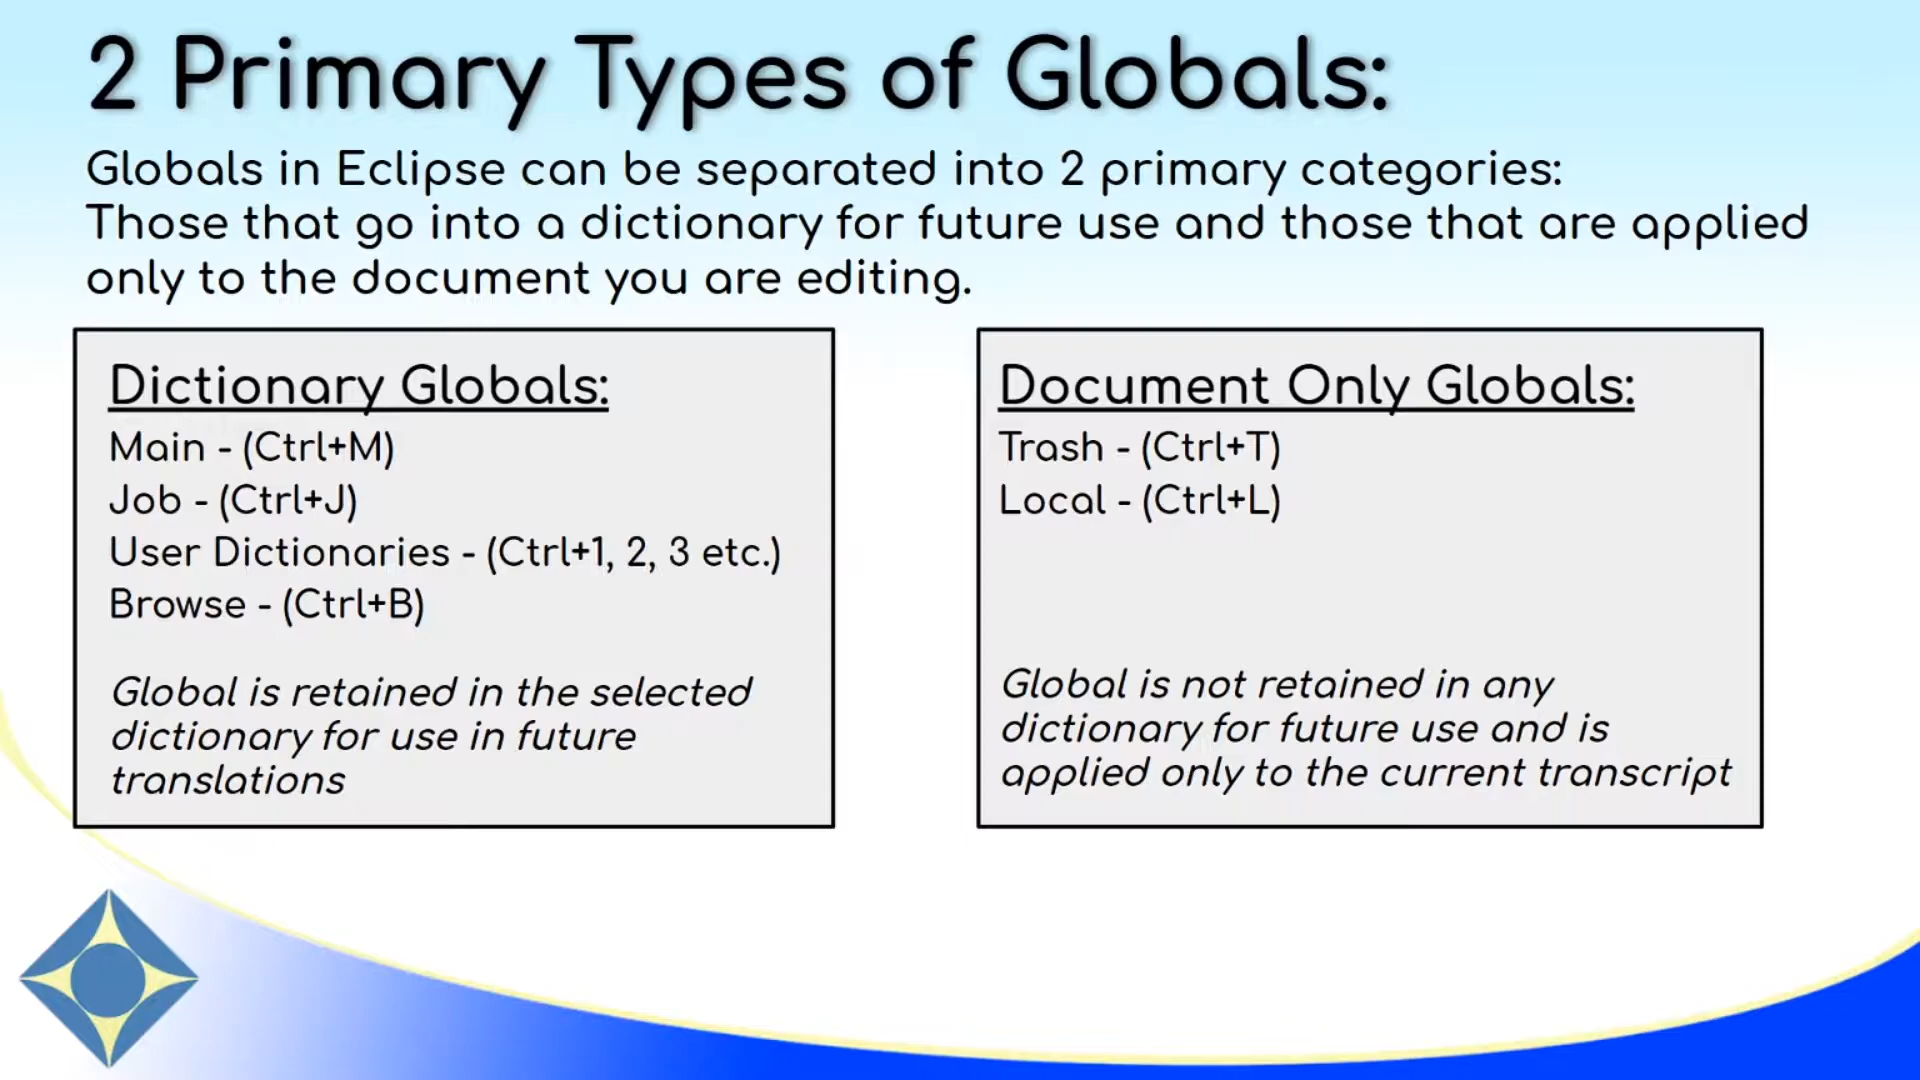 2 Primary Types of Globals:
Globals in Eclipse can be separated into 2 primary categories:
Those that go into a dictionary for future use and those that are applied
only to the document you are editing.
Dictionary Globals:
Main - (Ctrl+M)
Job - (Ctrl+J)
User Dictionaries - (Ctrl+1, 2, 3 etc.)
Browse - (Ctrl+B)
Global is retained in the selected
dictionary for use in future
translations
Document Only Globals:
Trash - (Ctrl+T)
Local - (Ctrl+L)
Global is not retained in any
dictionary for future use and is
applied only to the current transcript